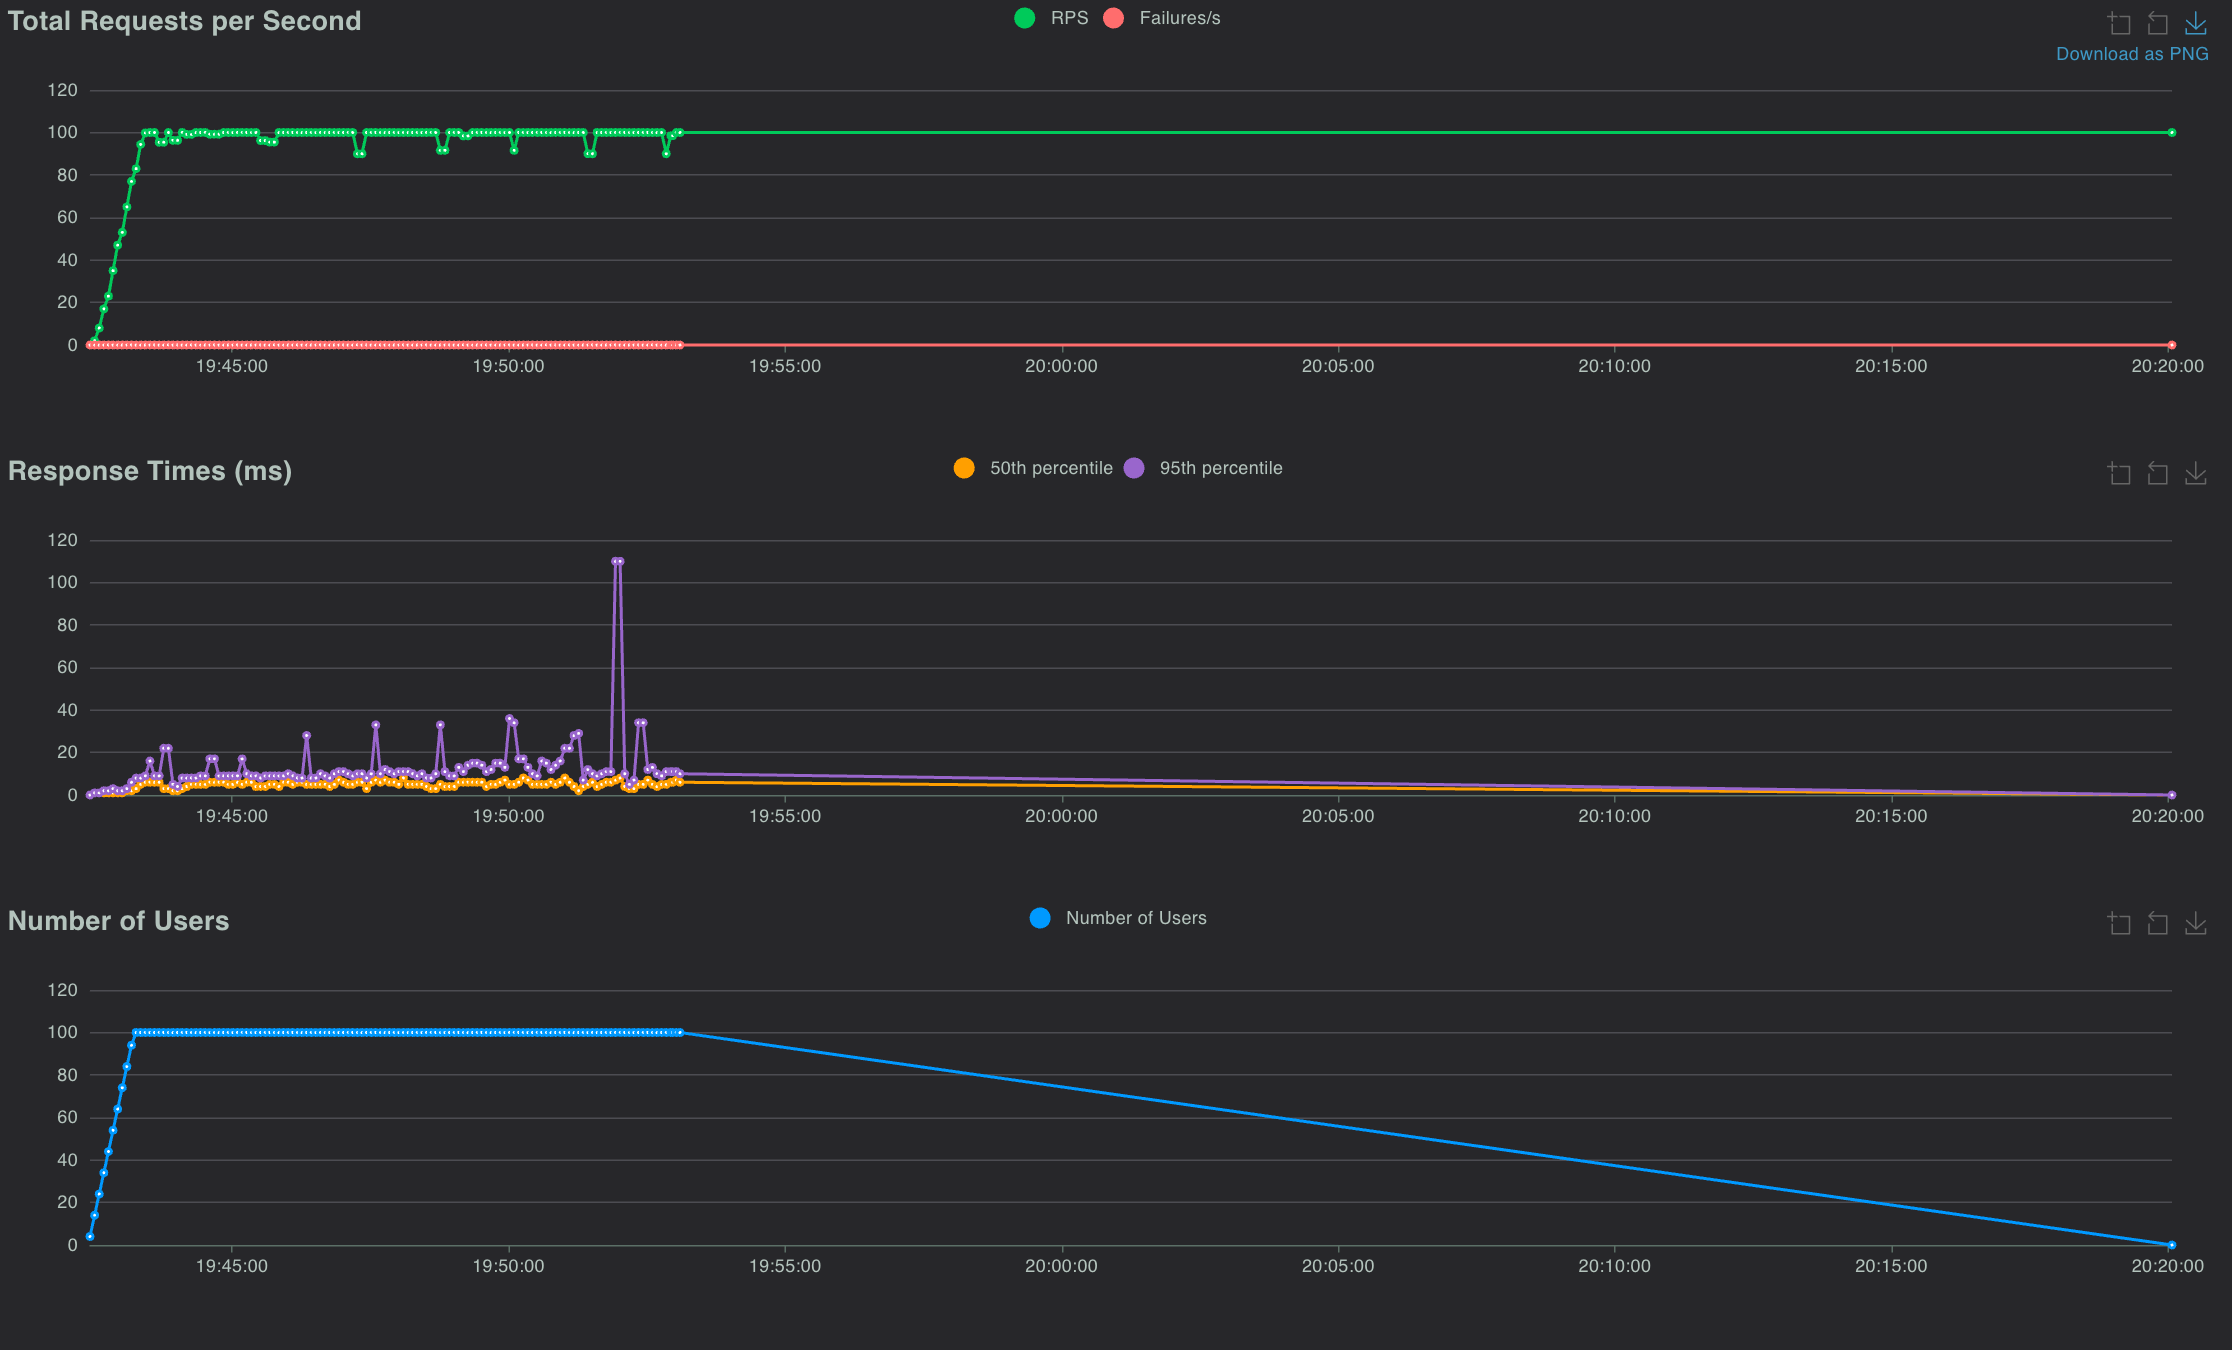 Total Requests per Second
RPS Failures/s
Download as PNG
120
100
80
60
40
20
0
19:45:00 19:50:00 19:55:00 20:00:00 20:05:00 20:10:00 20:15:00 20:20:00
Response Times (ms)
50th percentile 95th percentile
120
100
80
60
40
20
0
19:45:00 19:50:00 19:55:00 20:00:00 20:05:00 20:10:00 20:15:00 20:20:00
Number of Users
Number of Users
120
100
80
60
40
20
0
19:45:00 19:50:00 19:55:00 20:00:00 20:05:00 20:10:00 20:15:00 20:20:00